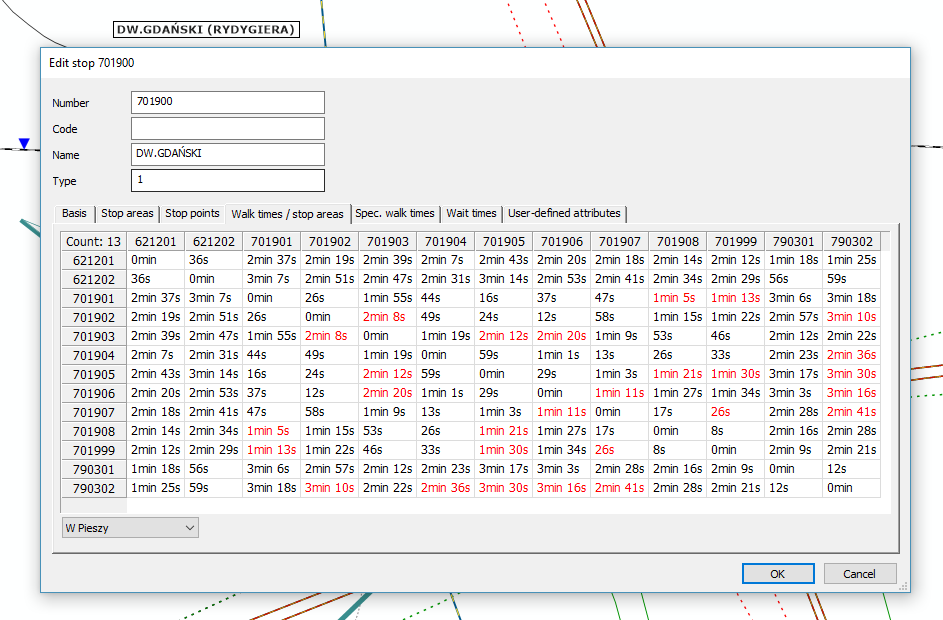 DW.GDAŃSKI (RYDYGIERA)
Edit stop 701900
Number 701900
Code
Name DW.GDAŃSKI
Type 1
Basis Stop areas Stop points Walk times / stop areas Spec. walk times Wait times User-defined attributes
Count: 13 621201 621202 701901 701902 701903 701904 701905 701906 701907 701908 701999 790301 790302
621201 0min 36s 2min 37s 2min 19s 2min 39s 2min 7s 2min 43s 2min 20s 2min 18s 2min 14s 2min 12s 1min 18s 1min 25s
621202 36s 0min 3min 7s 2min 51s 2min 47s 2min 31s 3min 14s 2min 53s 2min 41s 2min 34s 2min 29s 56s 59s
701901 2min 37s 3min 7s 0min 26s 1min 55s 44s 16s 37s 47s 1min 5s 1min 13s 3min 6s 3min 18s
701902 2min 19s 2min 51s 26s 0min 2min 8s 49s 24s 12s 58s 1min 15s 1min 22s 2min 57s 3min 10s
701903 2min 39s 2min 47s 1min 55s 2min 8s 0min 1min 19s 2min 12s 2min 20s 1min 9s 53s 46s 2min 12s 2min 22s
701904 2min 7s 2min 31s 44s 49s 1min 19s 0min 59s 1min 1s 13s 26s 33s 2min 23s 2min 36s
701905 2min 43s 3min 14s 16s 24s 2min 12s 59s 0min 29s 1min 3s 1min 21s 1min 30s 3min 17s 3min 30s
701906 2min 20s 2min 53s 37s 12s 2min 20s 1min 1s 29s 0min 1min 11s 1min 27s 1min 34s 3min 3s 3min 16s
701907 2min 18s 2min 41s 47s 58s 1min 9s 13s 1min 3s 1min 11s 0min 17s 26s 2min 28s 2min 41s
701908 2min 14s 2min 34s 1min 5s 1min 15s 53s 26s 1min 21s 1min 27s 17s 0min 8s 2min 16s 2min 28s
701999 2min 12s 2min 29s 1min 13s 1min 22s 46s 33s 1min 30s 1min 34s 26s 8s 0min 2min 9s 2min 21s
790301 1min 18s 56s 3min 6s 2min 57s 2min 12s 2min 23s 3min 17s 3min 3s 2min 28s 2min 16s 2min 9s 0min 12s
790302 1min 25s 59s 3min 18s 3min 10s 2min 22s 2min 36s 3min 30s 3min 16s 2min 41s 2min 28s 2min 21s 12s 0min
W Pieszy
OK Cancel